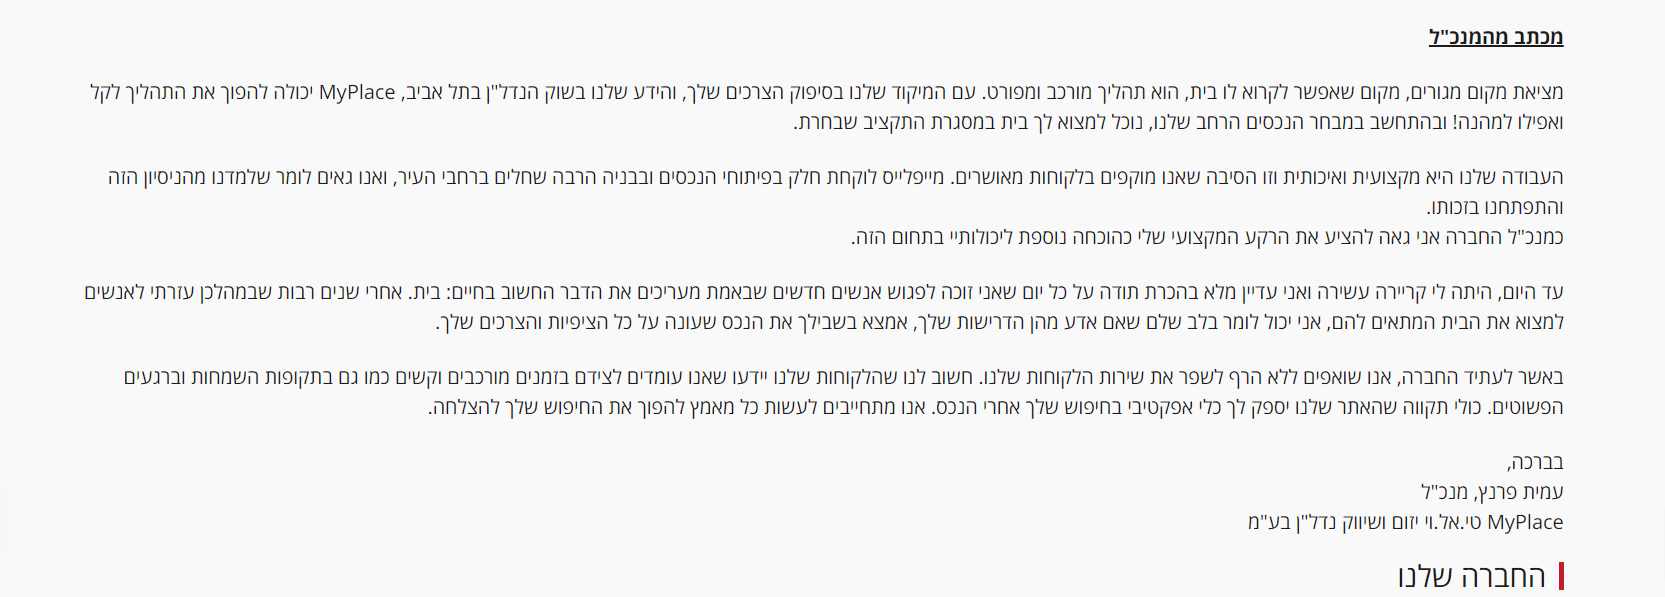 מכתב מהמנכ"ל
מציאת מקום מגורים, מקום שאפשר לקרוא לו בית, הוא תהליך מורכב ומפורט. עם המיקוד שלנו בסיפוק הצרכים שלך, והידע שלנו בשוק הנדל"ן בתל אביב, MyPlace יכולה להפוך את התהליך לקל
ואפילו למהנה! ובהתחשב במבחר הנכסים הרחב שלנו, נוכל למצוא לך בית במסגרת התקציב שבחרת.
העבודה שלנו היא מקצועית ואיכותית וזו הסיבה שאנו מוקפים בלקוחות מאושרים. מייפלייס לוקחת חלק בפיתוחי הנכסים ובבניה הרבה שחלים ברחבי העיר, ואנו גאים לומר שלמדנו מהניסיון הזה
והתפתחנו בזכותו.
כמנכ"ל החברה אני גאה להציע את הרקע המקצועי שלי כהוכחה נוספת ליכולותיי בתחום הזה.
עד היום, היתה לי קריירה עשירה ואני עדיין מלא בהכרת תודה על כל יום שאני זוכה לפגוש אנשים חדשים שבאמת מעריכים את הדבר החשוב בחיים: בית. אחרי שנים רבות שבמהלכן עזרתי לאנשים
למצוא את הבית המתאים להם, אני יכול לומר בלב שלם שאם אדע מהן הדרישות שלך, אמצא בשבילך את הנכס שעונה על כל הציפיות והצרכים שלך.
באשר לעתיד החברה, אנו שואפים ללא הרף לשפר את שירות הלקוחות שלנו. חשוב לנו שהלקוחות שלנו יידעו שאנו עומדים לצידם בזמנים מורכבים וקשים כמו גם בתקופות השמחות וברגעים
הפשוטים. כולי תקווה שהאתר שלנו יספק לך כלי אפקטיבי בחיפוש שלך אחרי הנכס. אנו מתחייבים לעשות כל מאמץ להפוך את החיפוש שלך להצלחה.
בברכה,
עמית פרנץ, מנכ"ל
MyPlace טי.אל.וי יזום ושיווק נדל"ן בע"מ
החברה שלנו